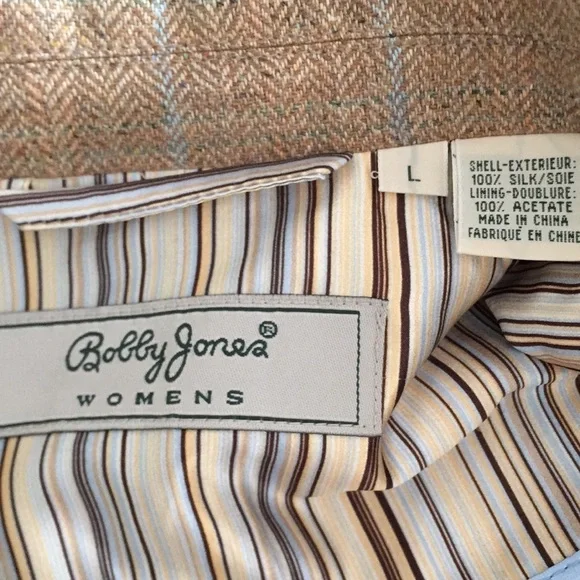 L
SHELL-EXTERIEUR:
100% SILK/SOIE
LINING-DOUBLURE:
100% ACETATE
MADE IN CHINA
FABRIQUÉ EN CHINE
Bobby Jones®
WOMENS